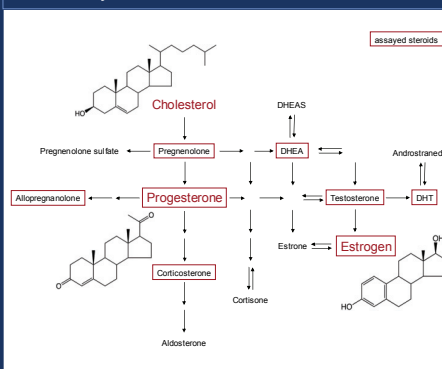 assayed steroids
Cholesterol
HO
DHEAS
Pregnenolone sulfate
Pregnenolone
DHEA
Androstaned
Allopregnanolone
Progesterone
Testosterone
DHT
O
Estrone
Estrogen
OH
Corticosterone
O
Cortisone
HO
Aldosterone